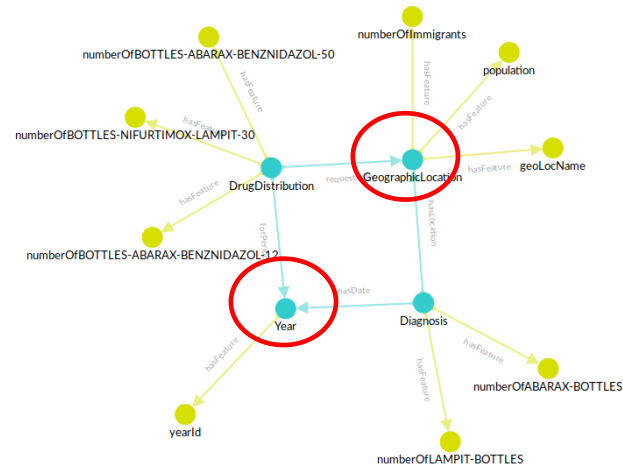 numberOfImmigrants
numberOfBOTTLES-ABARAX-BENZNIDAZOL-50
population
hasFeature
hasFeature
hasFeature
hasFeature
numberOfBOTTLES-NIFURTIMOX-LAMPIT-30
geoLocName
hasFeature
GeographicLocation
DrugDistribution
hasFeature
hasLocation
numberOfBOTTLES-ABARAX-BENZNIDAZOL-12
hasDate
Year
Diagnosis
hasFeature
hasFeature
hasFeature
numberOfABARAX-BOTTLES
yearId
numberOfLAMPIT-BOTTLES